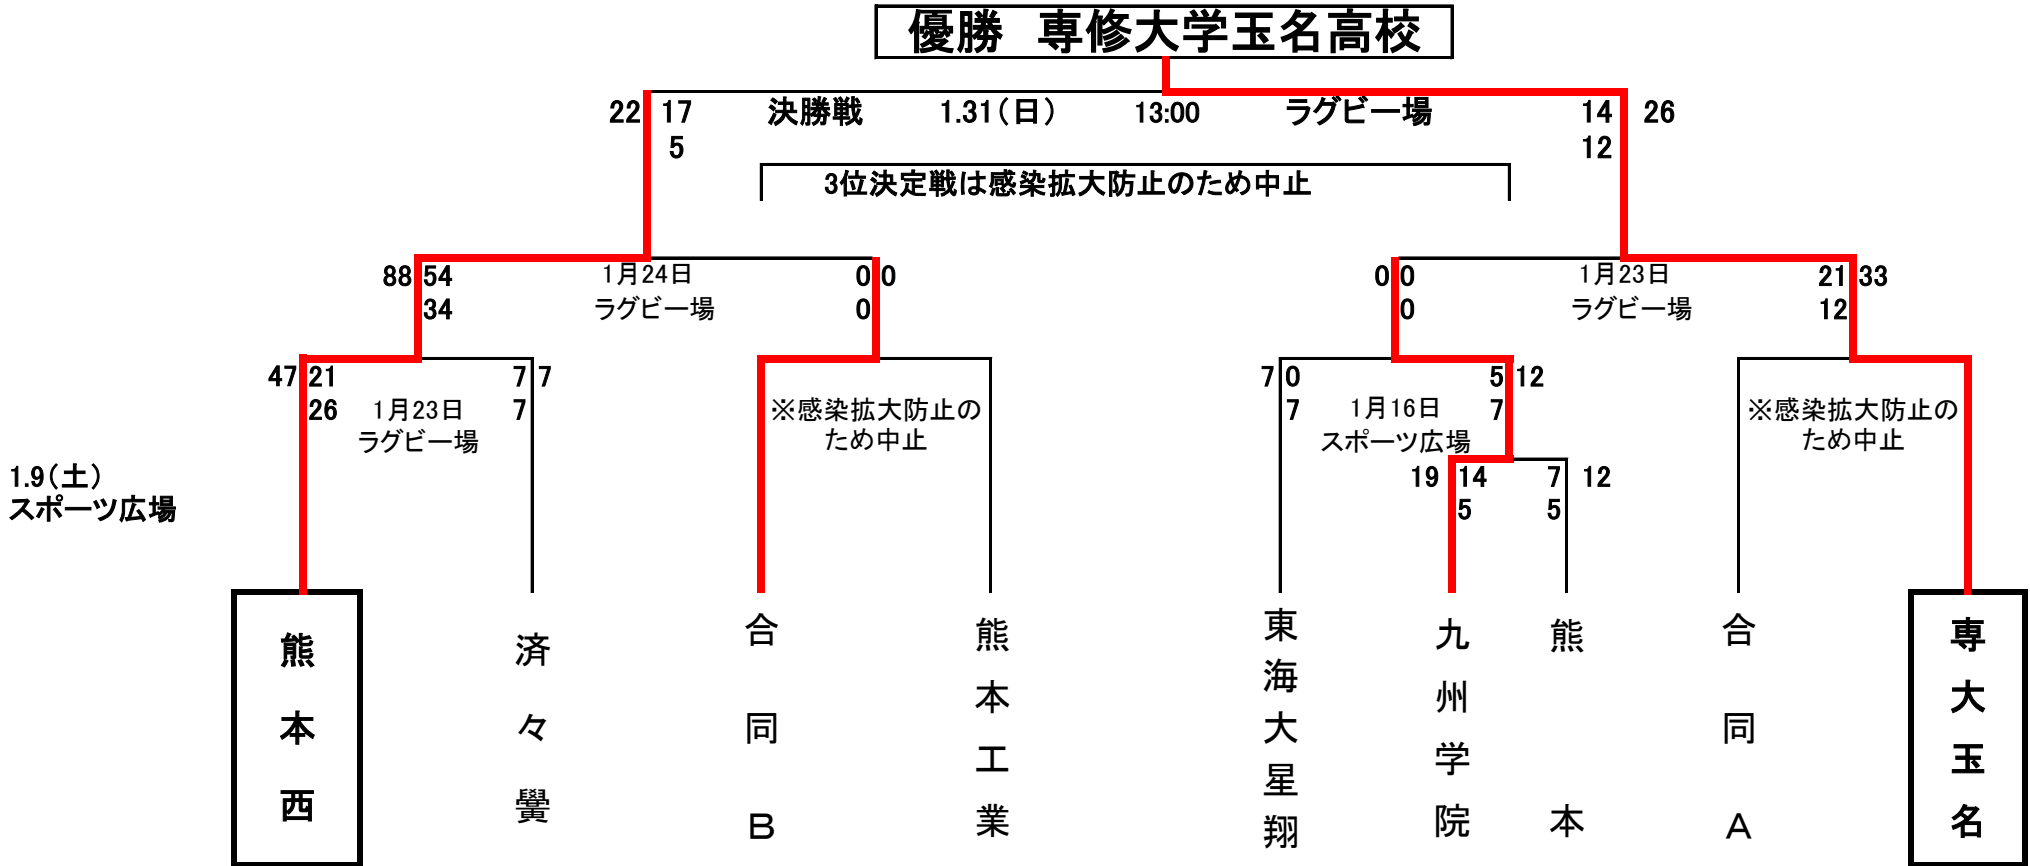 優勝　専修大学玉名高校
22 17 決勝戦 1.31(日) 13:00 ラグビー場 14 26
5 12
3位決定戦は感染拡大防止のため中止
88 54 1月24日 0 0 0 0 1月23日 21 33
34 ラグビー場 0 0 ラグビー場 12
47 21 7 7 7 0 5 12
26 1月23日 7 ※感染拡大防止の 7 1月16日 7 ※感染拡大防止の
ラグビー場 ため中止 スポーツ広場 ため中止
1.9(土) 19 14 7 12
スポーツ広場 5 5
熊本西
済々黌
合同B
熊本工業
東海大星翔
九州学院
熊本
合同A
専大玉名